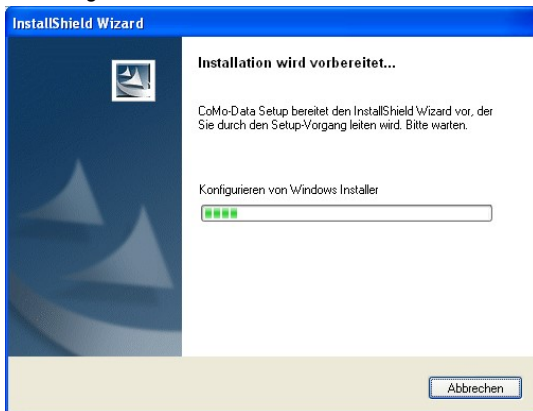 InstallShield Wizard
Installation wird vorbereitet...
CoMo-Data Setup bereitet den InstallShield Wizard vor, der
Sie durch den Setup-Vorgang leiten wird. Bitte warten.
Konfigurieren von Windows Installer
Abbrechen